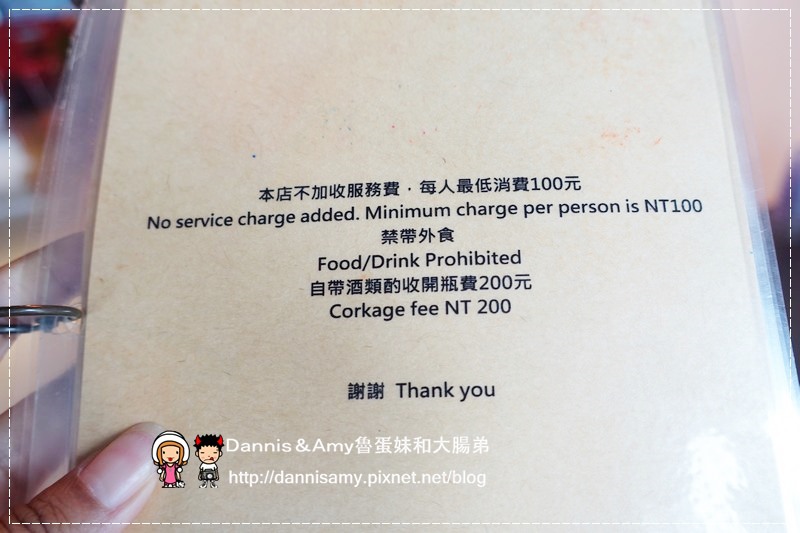 本店不加收服務費，每人最低消費100元
No service charge added. Minimum charge per person is NT100
禁帶外食
Food/Drink Prohibited
自帶酒類酌收開瓶費200元
Corkage fee NT 200
謝謝 Thank you
Dannis & Amy魯蛋妹和大腸弟
http://dannisamy.pixnet.net/blog